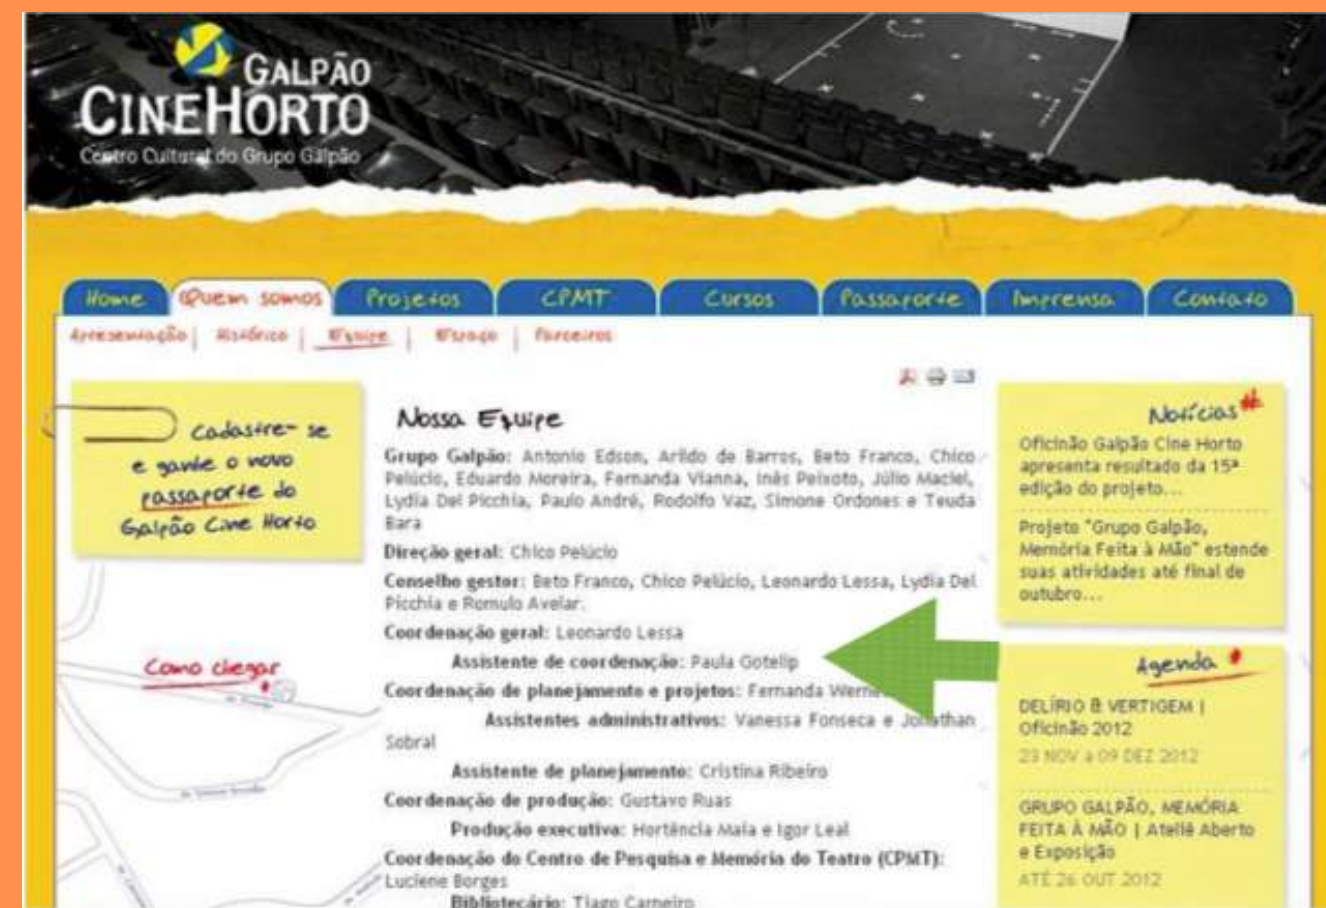 GALPÃO
CINEHORTO
Centro Cultural do Grupo Galpão
Home
Quem somos
Projetos
CPMT
Cursos
Passaporte
Imprensa
Contato
Apresentação | Histórico | Equipe | Espaço | Parceiros
Cadastre-se
e ganhe o novo
passaporte do
Galpão Cine Horto
Como chegar
Nossa Equipe
Grupo Galpão: Antonio Edson, Arildo de Barros, Beto Franco, Chico
Pelúcio, Eduardo Moreira, Fernanda Vianna, Inês Peixoto, Júlio Maciel,
Lydia Del Picchia, Paulo André, Rodolfo Vaz, Simone Ordones e Teuda
Bara
Direção geral: Chico Pelúcio
Conselho gestor: Beto Franco, Chico Pelúcio, Leonardo Lessa, Lydia Del
Picchia e Romulo Avelar.
Coordenação geral: Leonardo Lessa
Assistente de coordenação: Paula Gotelip
Coordenação de planejamento e projetos: Fernanda
Assistentes administrativos: Vanessa Fonseca e Jonathan
Sobral
Assistente de planejamento: Cristina Ribeiro
Coordenação de produção: Gustavo Ruas
Produção executiva: Hortência Maia e Igor Leal
Coordenação do Centro de Pesquisa e Memória do Teatro (CPMT):
Luciene Borges
Bibliotecário: Tiago Carneiro
Notícias
Oficinão Galpão Cine Horto
apresenta resultado da 15ª
edição do projeto...
Projeto "Grupo Galpão,
Memória Feita à Mão" estende
suas atividades até final de
outubro...
Agenda
DELÍRIO & VERTIGEM |
Oficinão 2012
23 NOV a 09 DEZ 2012
GRUPO GALPÃO, MEMÓRIA
FEITA À MÃO | Ateliê Aberto
e Exposição
ATÉ 26 OUT 2012